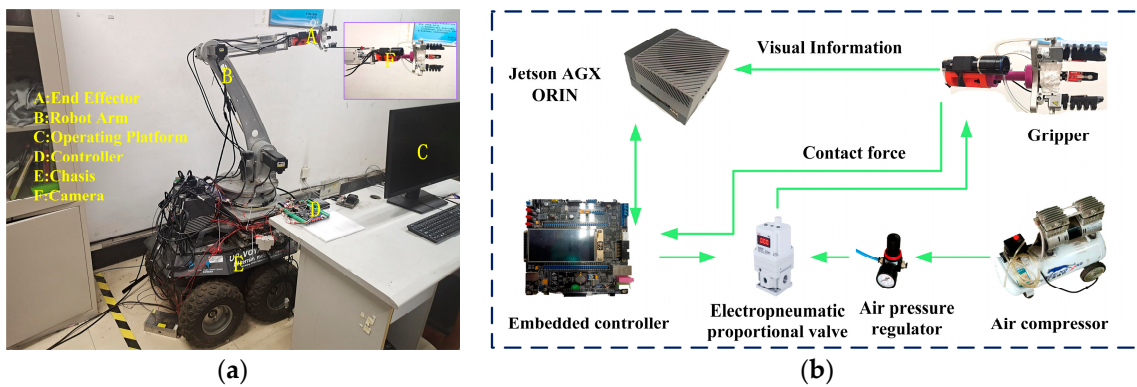 A
F
B
A:End Effector
B:Robot Arm
C:Operating Platform
D:Controller
E:Chasis
F:Camera
C
D
E
Visual Information
Jetson AGX
ORIN
Gripper
Contact force
Embedded controller
Electropneumatic
proportional valve
Air pressure
regulator
Air compressor
(a)
(b)